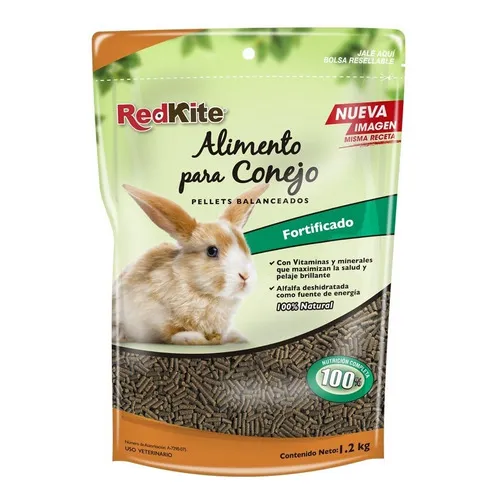 JALE AQUÍ
BOLSA RESELLABLE
RedKite®
NUEVA
IMAGEN
MISMA RECETA
Alimento
para Conejo
PELLETS BALANCEADOS
Fortificado
✓ Con Vitaminas y minerales
que maximizan la salud y
pelaje brillante
✓ Alfalfa deshidratada
como fuente de energía
100% Natural
NUTRICIÓN COMPLETA
100%
USO VETERINARIO
Contenido Neto: 1.2 kg